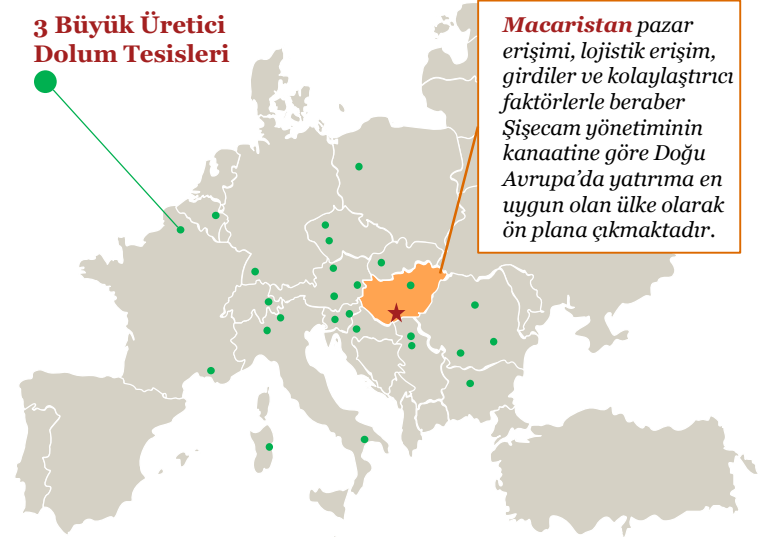 3 Büyük Üretici
Dolum Tesisleri
Macaristan pazar
erişimi, lojistik erişim,
girdiler ve kolaylaştırıcı
faktörlerle beraber
Şişecam yönetiminin
kanaatine göre Doğu
Avrupa’da yatırıma en
uygun olan ülke olarak
ön plana çıkmaktadır.